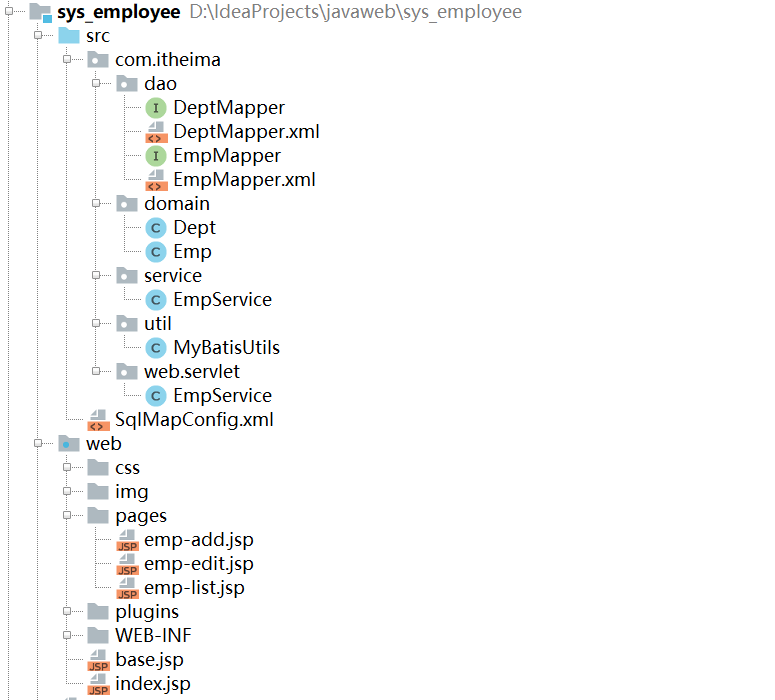 sys_employee D:\IdeaProjects\javaweb\sys_employee
src
com.itheima
dao
I DeptMapper
<> DeptMapper.xml
I EmpMapper
<> EmpMapper.xml
domain
C Dept
C Emp
service
C EmpService
util
C MyBatisUtils
web.servlet
C EmpService
<> SqlMapConfig.xml
web
css
img
pages
JSP emp-add.jsp
JSP emp-edit.jsp
JSP emp-list.jsp
plugins
WEB-INF
JSP base.jsp
JSP index.jsp